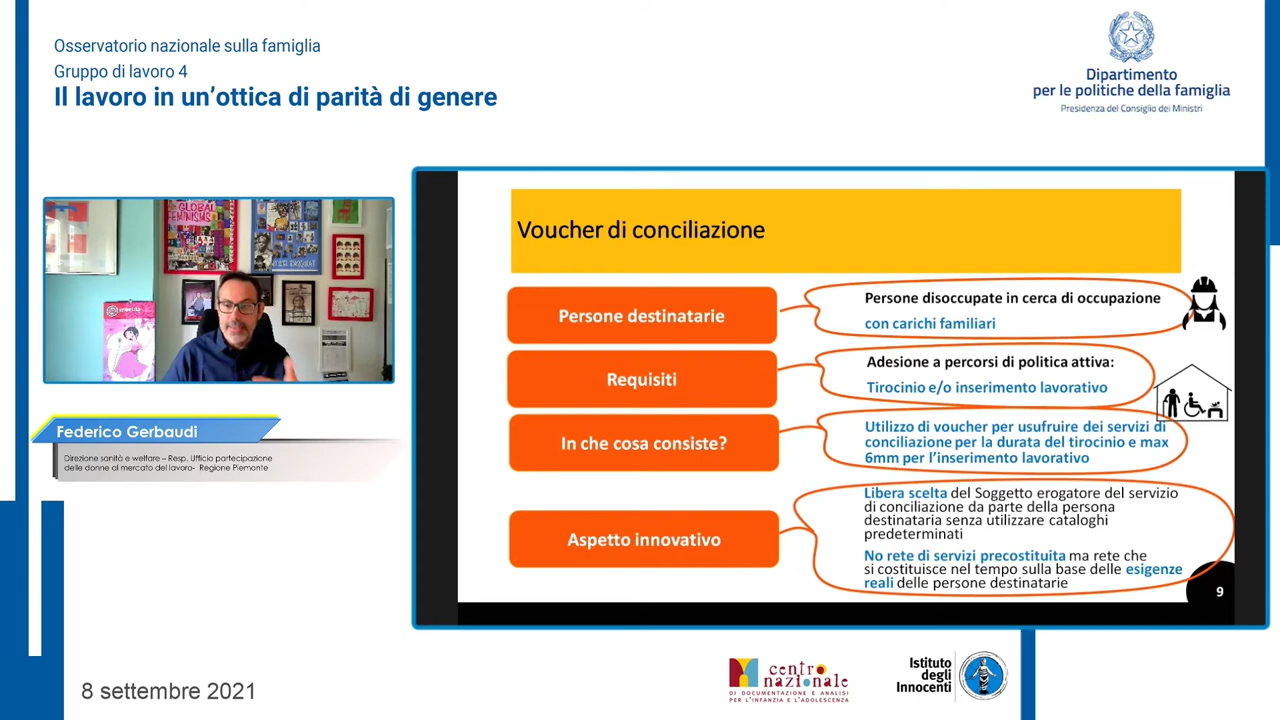 Osservatorio nazionale sulla famiglia
Gruppo di lavoro 4
Il lavoro in un'ottica di parità di genere
Dipartimento
per le politiche della famiglia
Presidenza del Consiglio dei Ministri
GLOBAL
FEMINISMS
Federico Gerbaudi
Direzione sanità e welfare – Resp. Ufficio partecipazione
delle donne al mercato del lavoro- Regione Piemonte
Voucher di conciliazione
Persone destinatarie
Persone disoccupate in cerca di occupazione
con carichi familiari
Requisiti
Adesione a percorsi di politica attiva:
Tirocinio e/o inserimento lavorativo
In che cosa consiste?
Utilizzo di voucher per usufruire dei servizi di
conciliazione per la durata del tirocinio e max
6mm per l'inserimento lavorativo
Aspetto innovativo
Libera scelta del Soggetto erogatore del servizio
di conciliazione da parte della persona
destinataria senza utilizzare cataloghi
predeterminati
No rete di servizi precostituita ma rete che
si costituisce nel tempo sulla base delle esigenze
reali delle persone destinatarie
9
8 settembre 2021
centro
nazionale
DI DOCUMENTAZIONE E ANALISI
PER L'INFANZIA E L'ADOLESCENZA
Istituto
degli
Innocenti